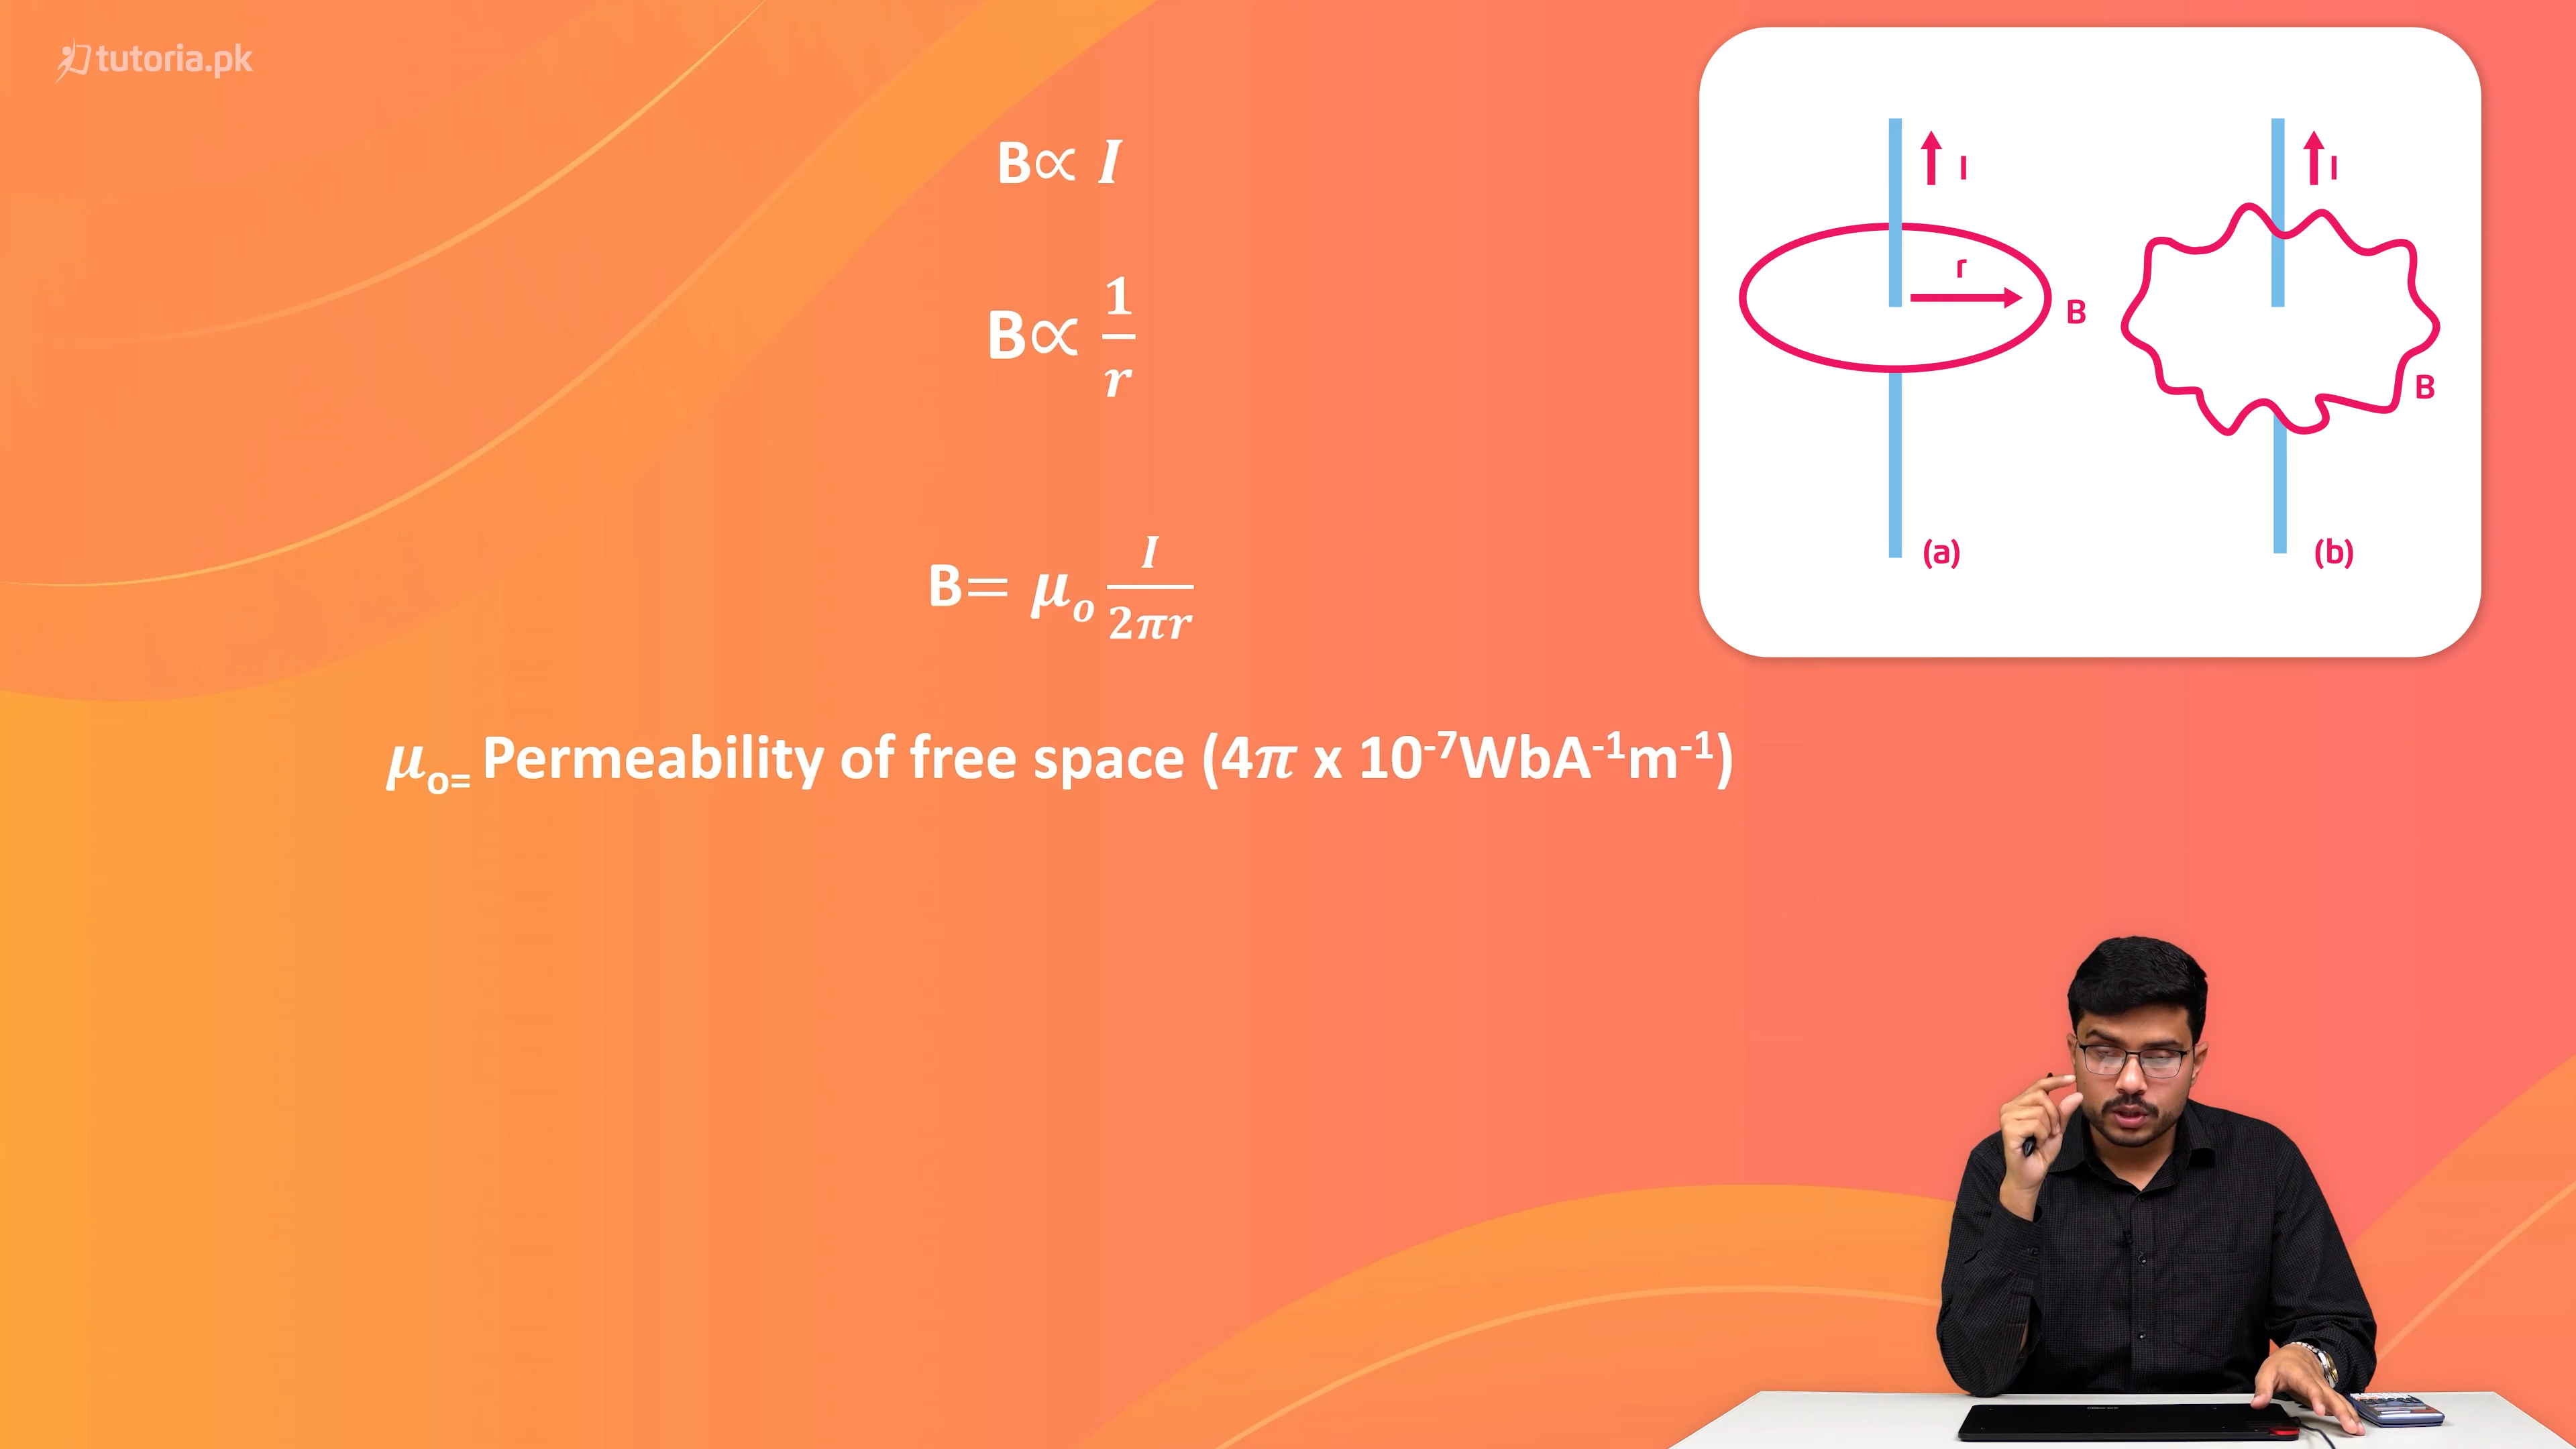 tutoria.pk
B∝ I
B∝ 1/r
B= μₒ I/2πr
μₒ₌ Permeability of free space (4π x 10⁻⁷WbA⁻¹m⁻¹)
I
r
B
(a)
I
B
(b)